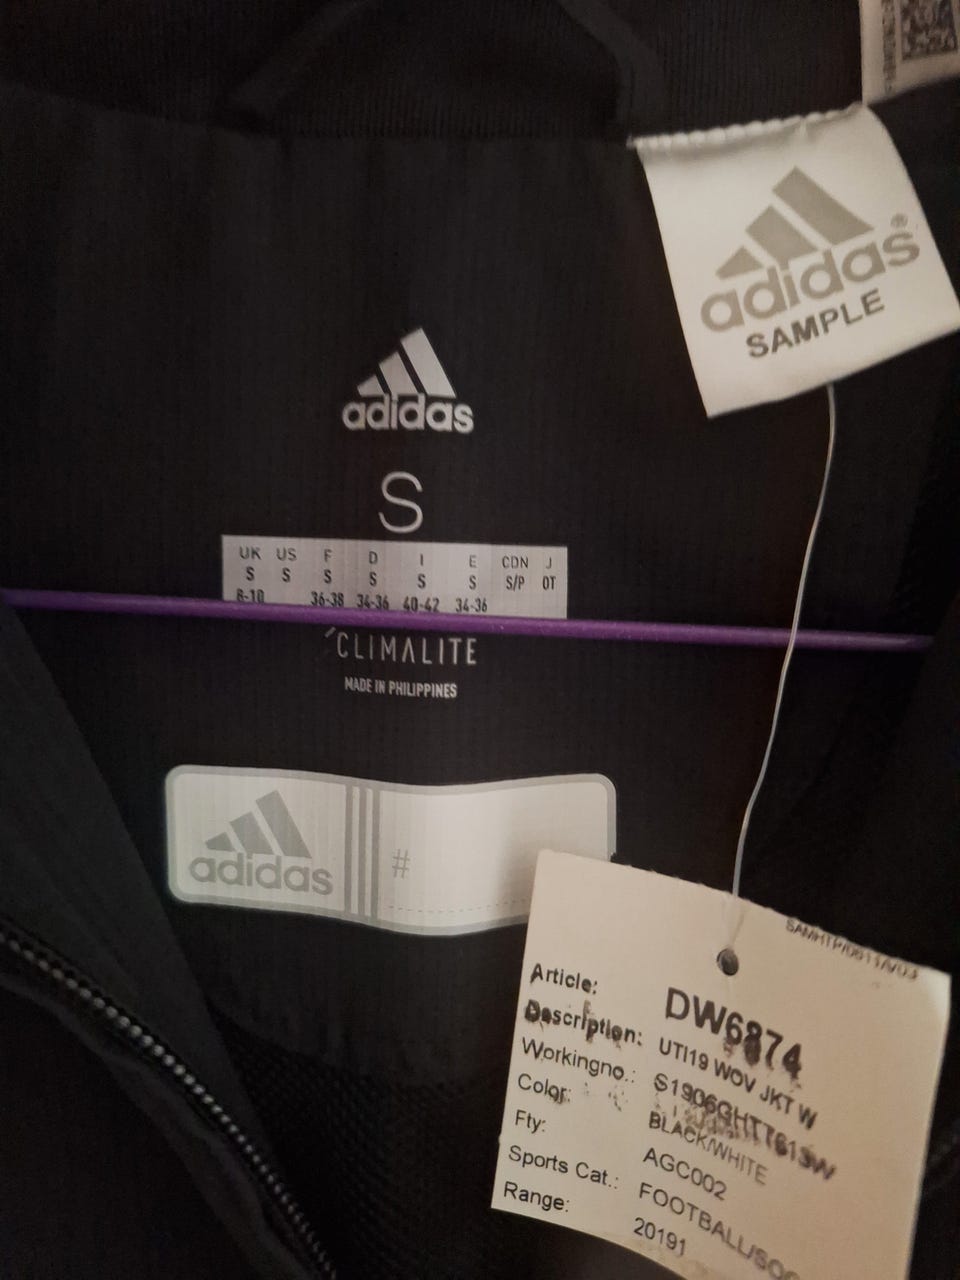 adidas®
SAMPLE
adidas
S
UK US F D I E CDN J
S S S S S S S/P OT
8-10 36-38 34-36 40-42 34-36
CLIMALITE
MADE IN PHILIPPINES
adidas #
Article: DW6874
Description: UTI19 WOV JKT W
Workingno.:
Color: BLACK/WHITE
Fty: AGC002
Sports Cat.: FOOTBALL/SOC
Range: 20191